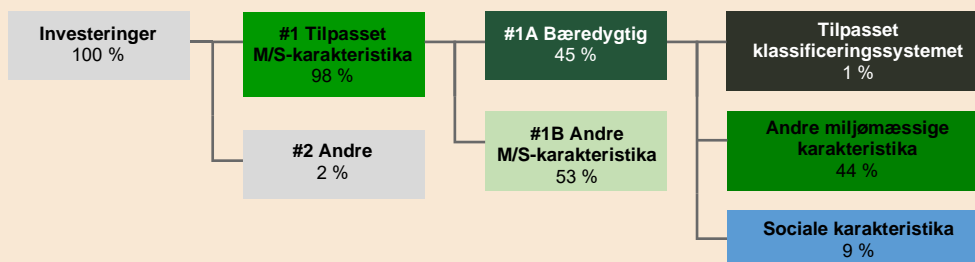 Investeringer
100 %
#1 Tilpasset
M/S-karakteristika
98 %
#2 Andre
2 %
#1A Bæredygtig
45 %
#1B Andre
M/S-karakteristika
53 %
Tilpasset
klassificeringssystemet
1 %
Andre miljømæssige
karakteristika
44 %
Sociale karakteristika
9 %